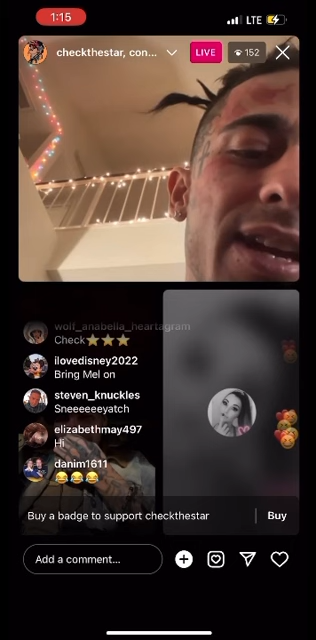 1:15
LTE
checkthestar, con...
LIVE
152
wolf_anabella_heartagram
Check⭐⭐⭐
ilovedisney2022
Bring Mel on
steven_knuckles
Sneeeeeeyatch
elizabethmay497
Hi
danim1611
😂😂😂
Buy a badge to support checkthestar
Buy
Add a comment...